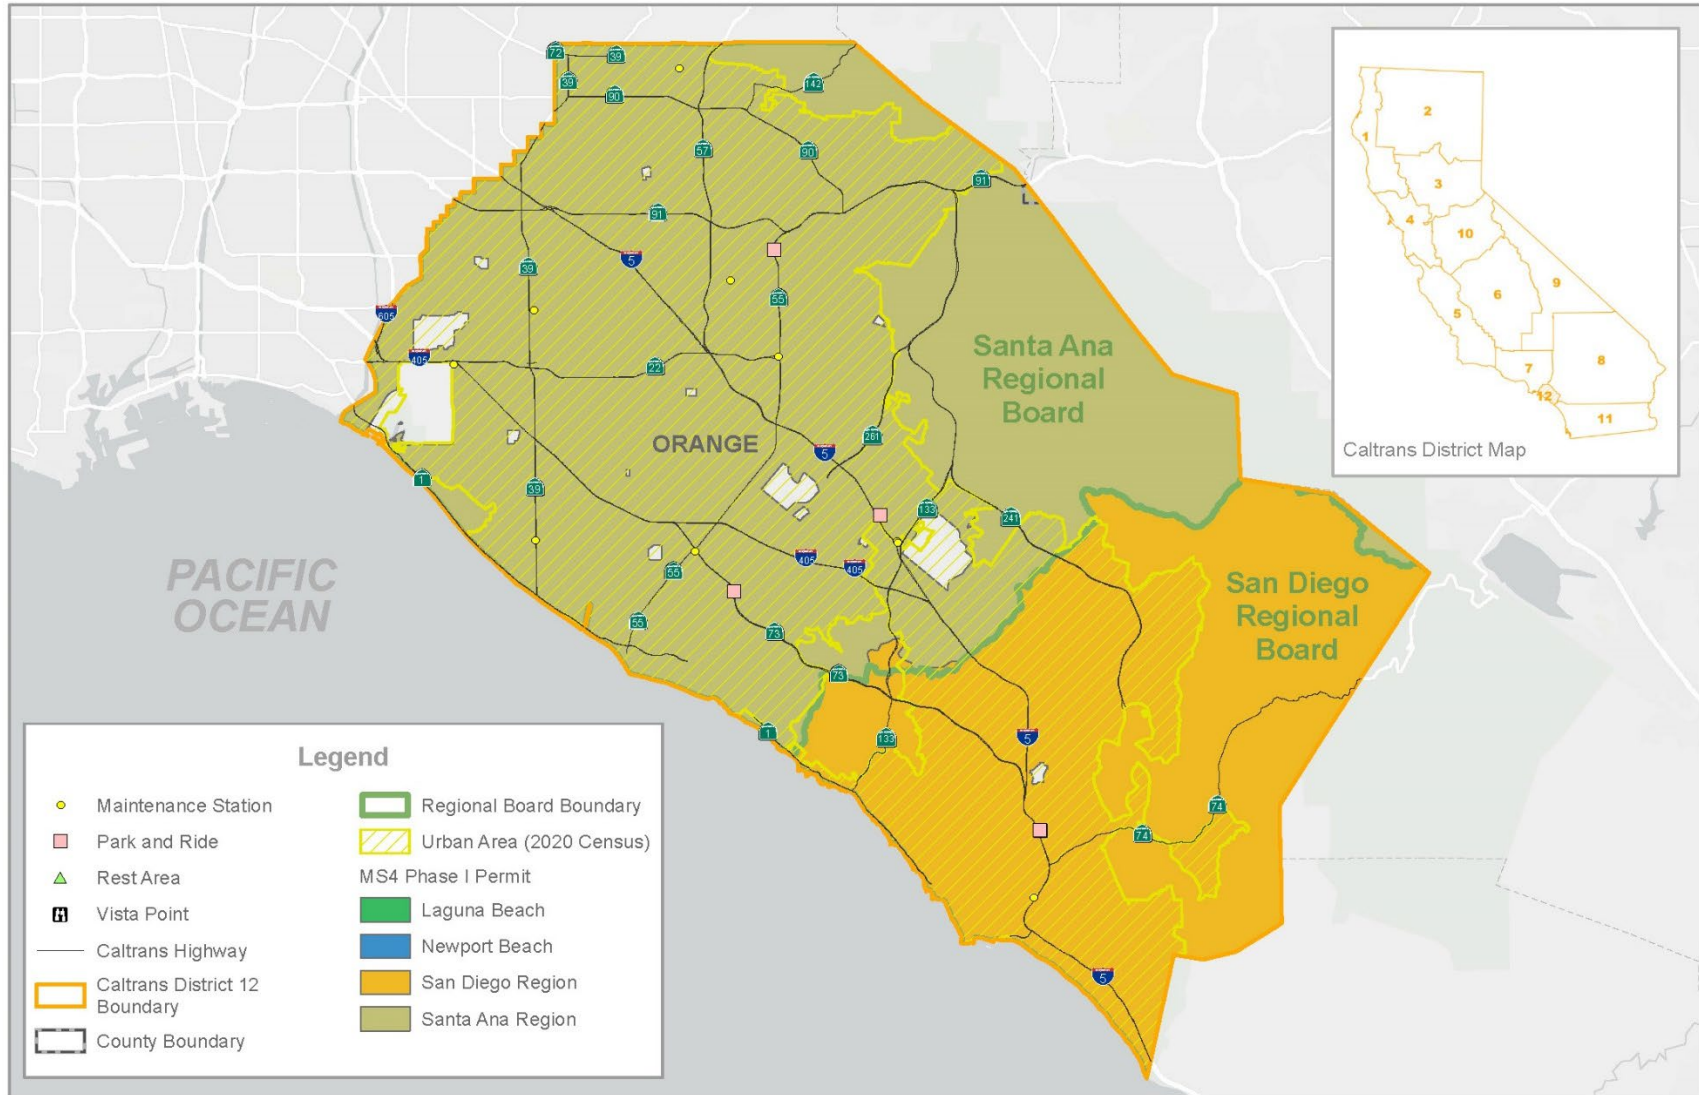 72
39
39
90
142
57
90
91
91
39
5
55
605
405
22
Santa Ana
Regional
Board
ORANGE
5
261
1
39
133
241
405
405
55
55
73
73
1
133
5
74
74
5
PACIFIC
OCEAN
San Diego
Regional
Board
1
2
3
4
10
9
6
5
8
7
12
11
Caltrans District Map
Legend
Maintenance Station
Park and Ride
Rest Area
Vista Point
Caltrans Highway
Caltrans District 12
Boundary
County Boundary
Regional Board Boundary
Urban Area (2020 Census)
MS4 Phase I Permit
Laguna Beach
Newport Beach
San Diego Region
Santa Ana Region